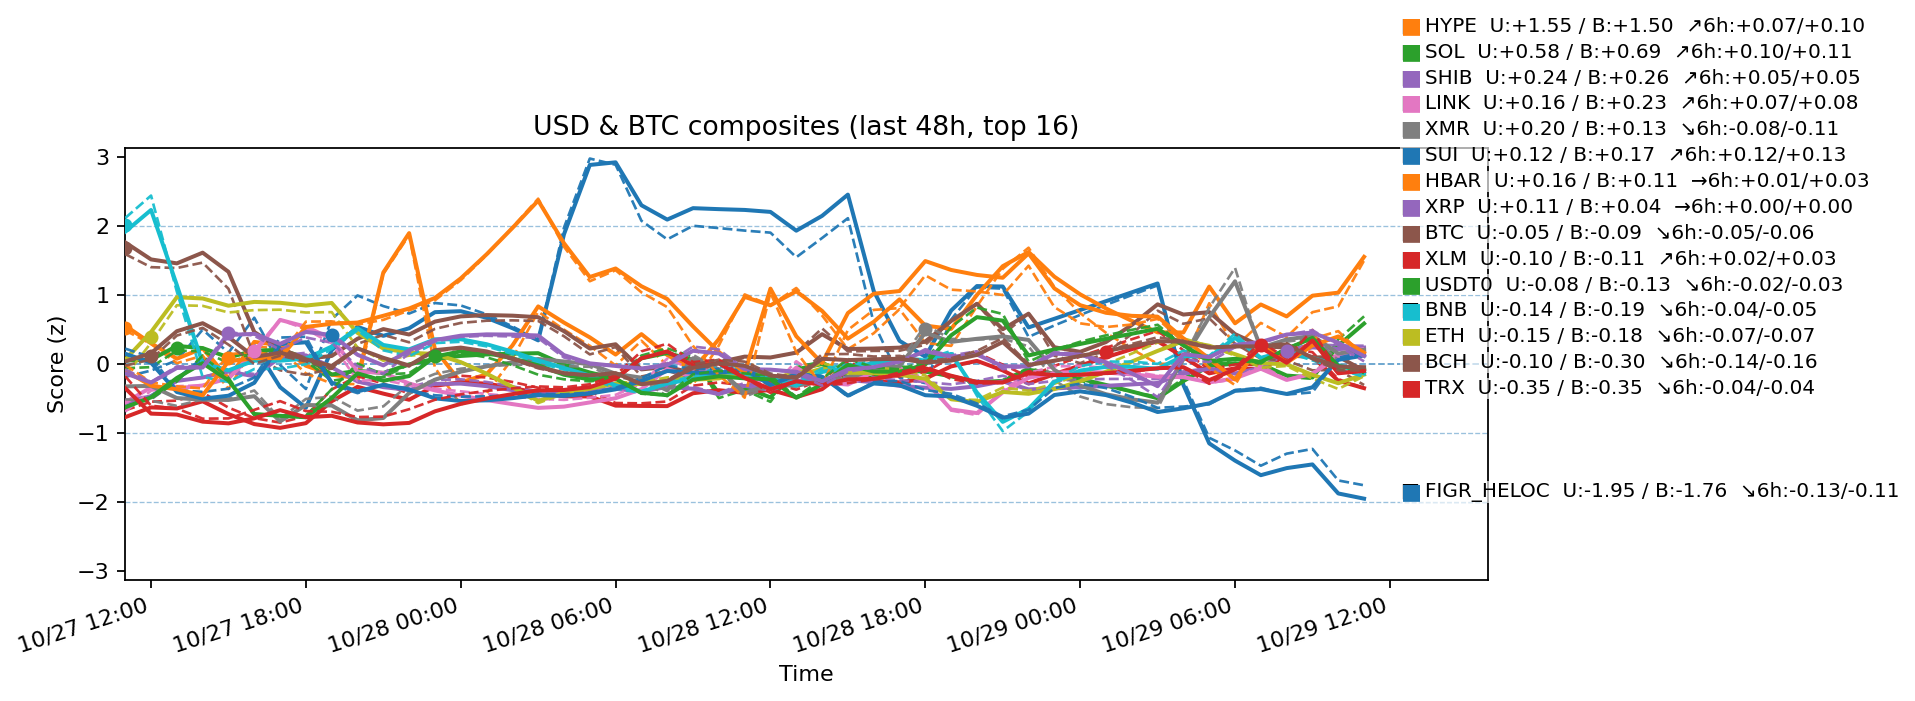 HYPE  U:+1.55 / B:+1.50  ↗6h:+0.07/+0.10
SOL  U:+0.58 / B:+0.69  ↗6h:+0.10/+0.11
SHIB  U:+0.24 / B:+0.26  ↗6h:+0.05/+0.05
LINK  U:+0.16 / B:+0.23  ↗6h:+0.07/+0.08
XMR  U:+0.20 / B:+0.13  ↘6h:-0.08/-0.11
SUI  U:+0.12 / B:+0.17  ↗6h:+0.12/+0.13
HBAR  U:+0.16 / B:+0.11  →6h:+0.01/+0.03
XRP  U:+0.11 / B:+0.04  →6h:+0.00/+0.00
BTC  U:-0.05 / B:-0.09  ↘6h:-0.05/-0.06
XLM  U:-0.10 / B:-0.11  ↗6h:+0.02/+0.03
USDT0  U:-0.08 / B:-0.13  ↘6h:-0.02/-0.03
BNB  U:-0.14 / B:-0.19  ↘6h:-0.04/-0.05
ETH  U:-0.15 / B:-0.18  ↘6h:-0.07/-0.07
BCH  U:-0.10 / B:-0.30  ↘6h:-0.14/-0.16
TRX  U:-0.35 / B:-0.35  ↘6h:-0.04/-0.04
FIGR_HELOC  U:-1.95 / B:-1.76  ↘6h:-0.13/-0.11
USD & BTC composites (last 48h, top 16)
Score (z)
3
2
1
0
−1
−2
−3
10/27 12:00
10/27 18:00
10/28 00:00
10/28 06:00
10/28 12:00
10/28 18:00
10/29 00:00
10/29 06:00
10/29 12:00
Time